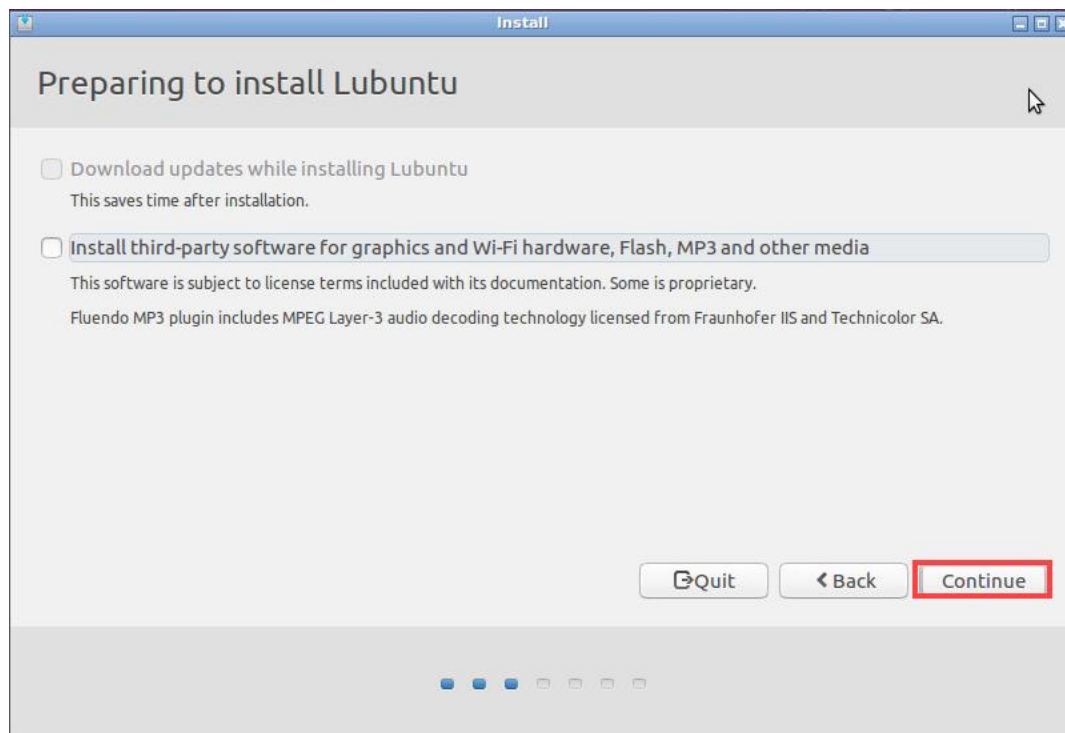 Install
Preparing to install Lubuntu
Download updates while installing Lubuntu
This saves time after installation.
Install third-party software for graphics and Wi-Fi hardware, Flash, MP3 and other media
This software is subject to license terms included with its documentation. Some is proprietary.
Fluendo MP3 plugin includes MPEG Layer-3 audio decoding technology licensed from Fraunhofer IIS and Technicolor SA.
Quit Back Continue